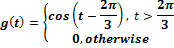 g(t) = { cos (t − 2π/3), t > 2π/3
0, otherwise